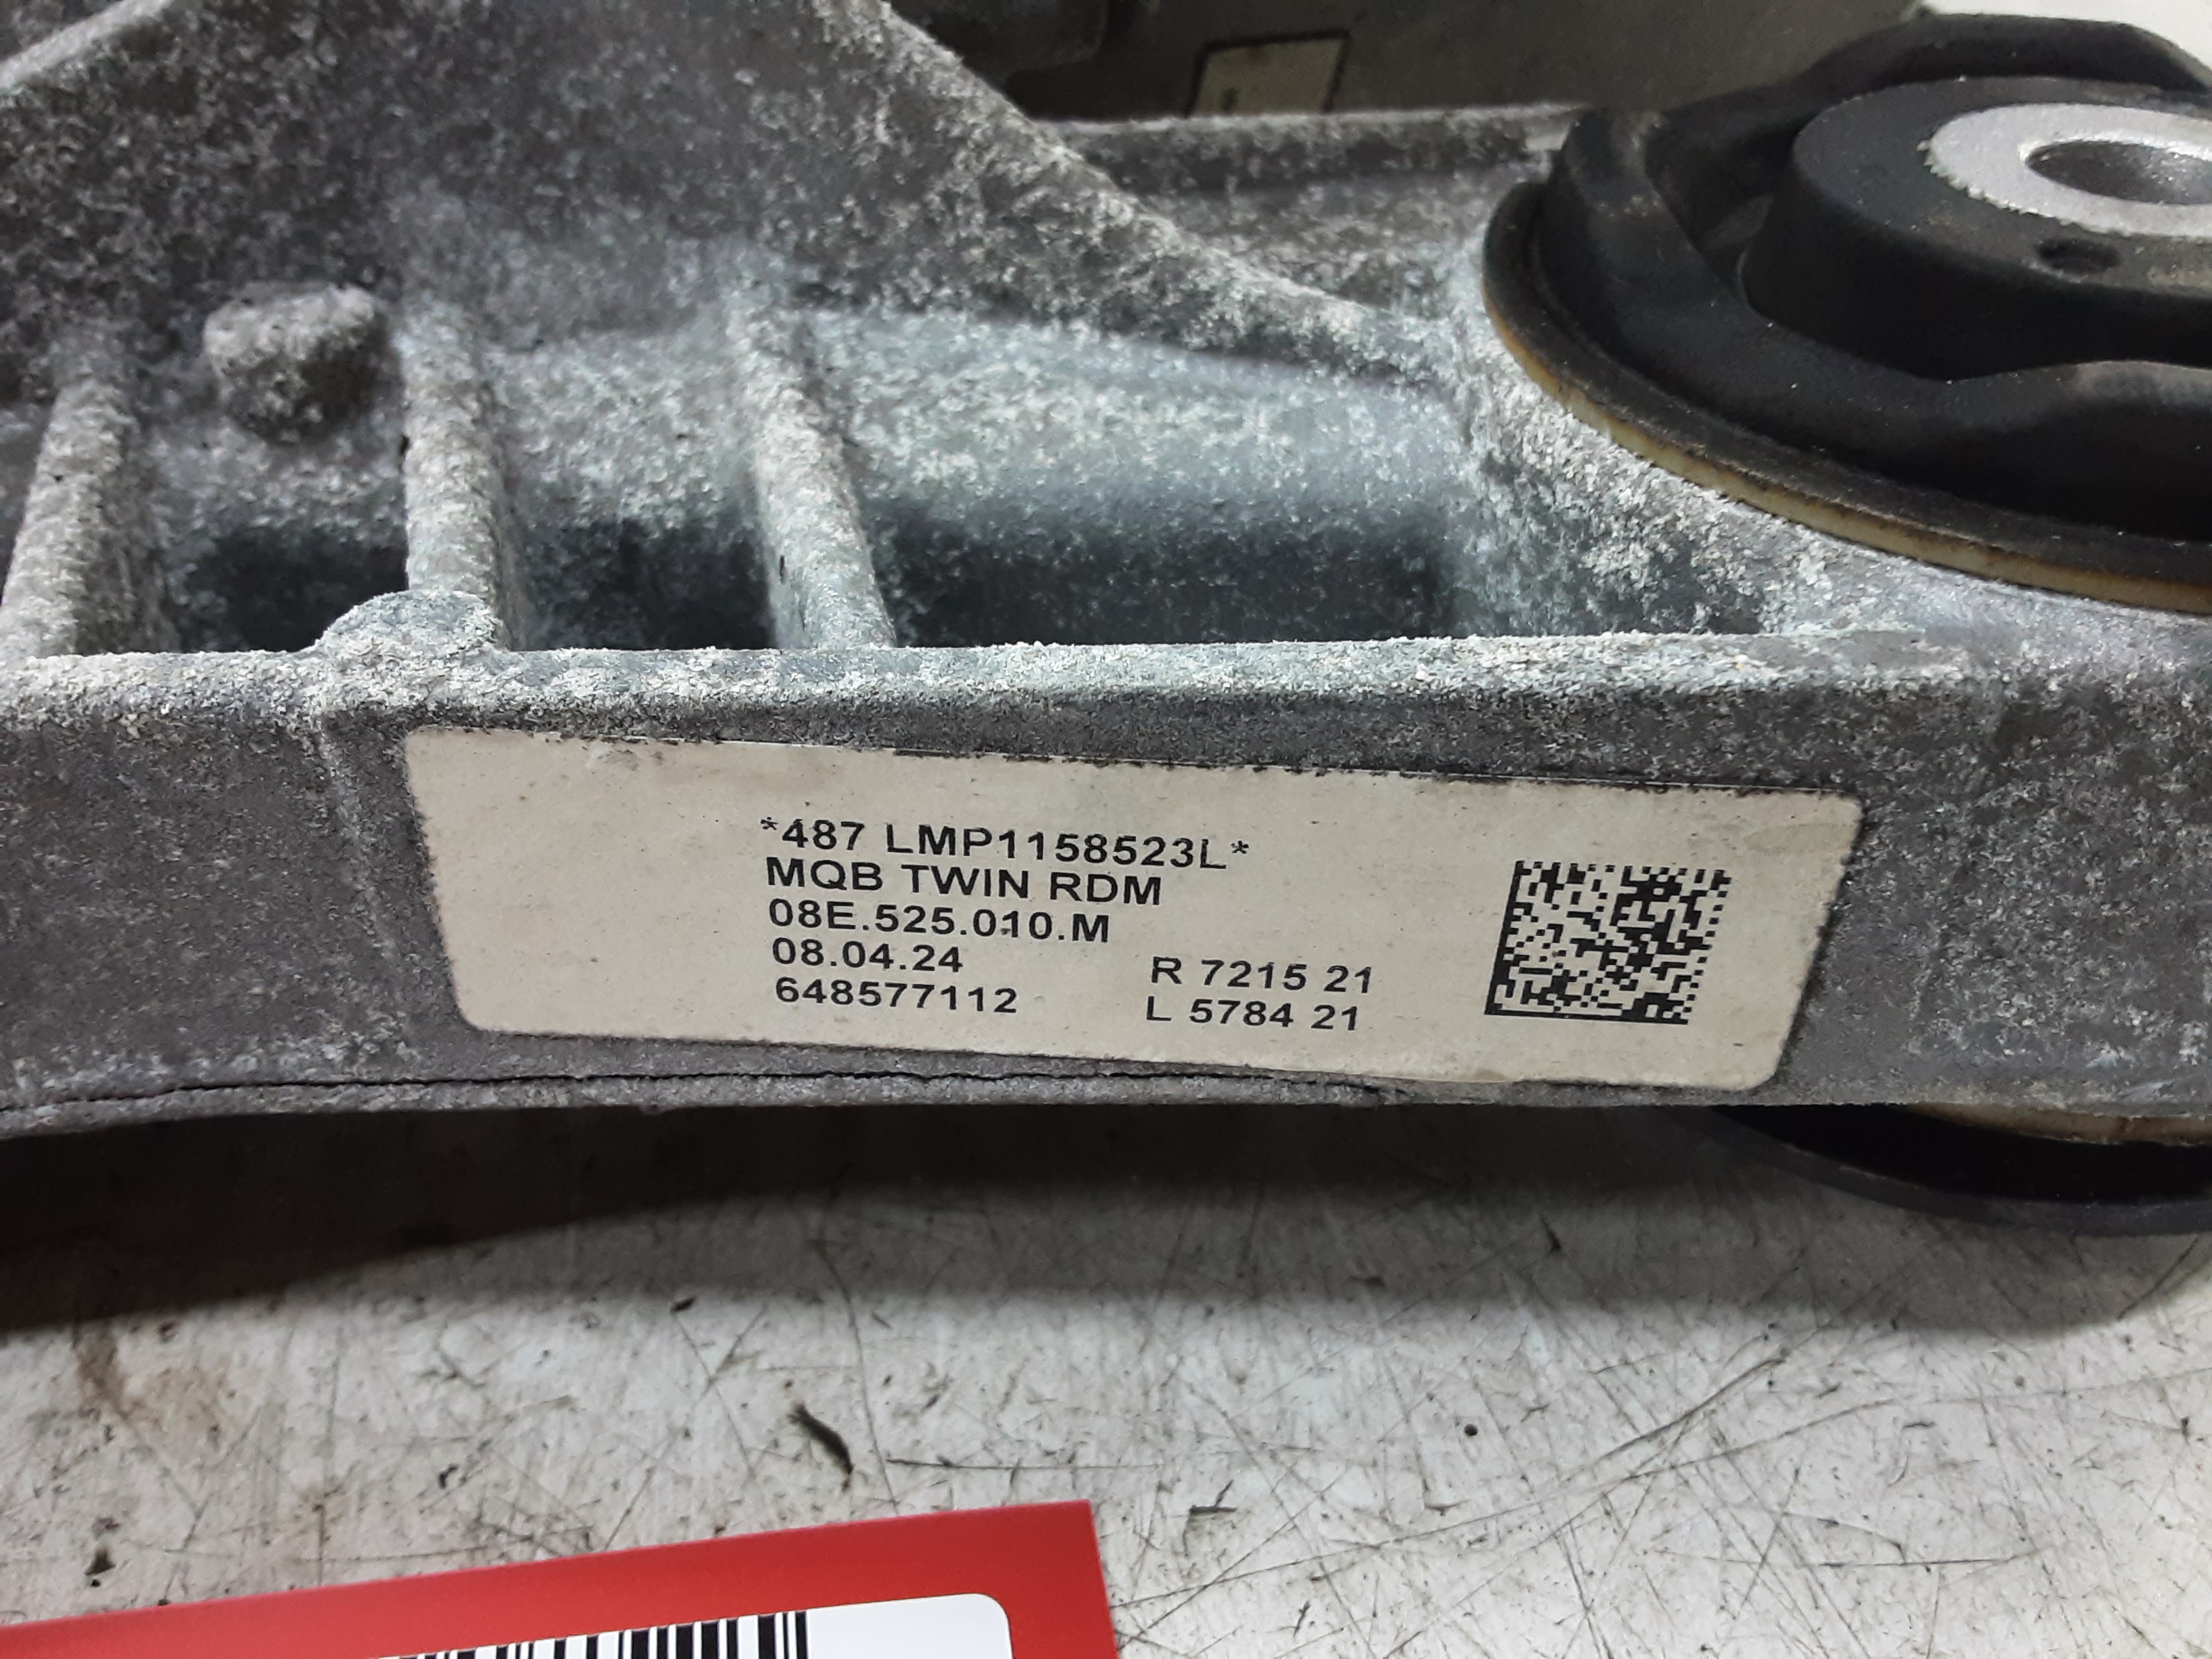 *487 LMP1158523L*
MQB TWIN RDM
08E.525.010.M
08.04.24
648577112
R 7215 21
L 5784 21